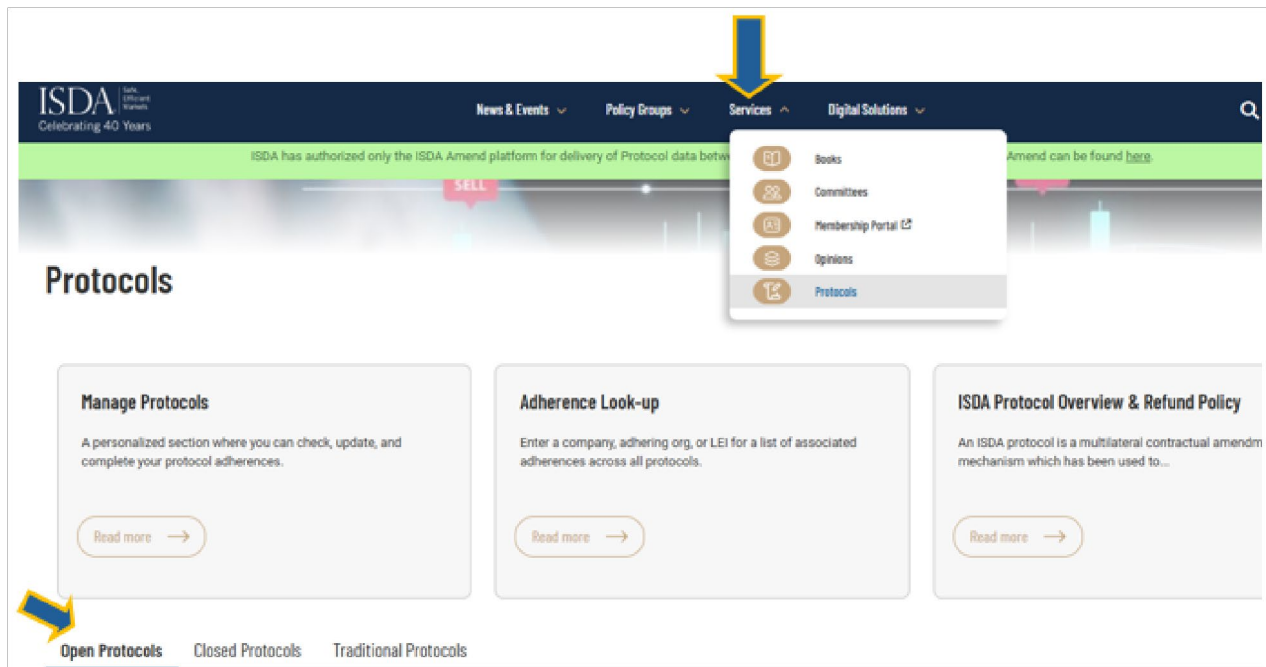 ISDA
Safe,
Efficient
Markets
Celebrating 40 Years
News & Events
Policy Groups
Services
Digital Solutions
ISDA has authorized only the ISDA Amend platform for delivery of Protocol data
Amend can be found here.
SELL
Books
Committees
Membership Portal
Opinions
Protocols
Protocols
Manage Protocols
A personalized section where you can check, update, and
complete your protocol adherences.
Read more
Adherence Look-up
Enter a company, adhering org, or LEI for a list of associated
adherences across all protocols.
Read more
ISDA Protocol Overview & Refund Policy
An ISDA protocol is a multilateral contractual
mechanism which has been used to...
Read more
Open Protocols
Closed Protocols
Traditional Protocols